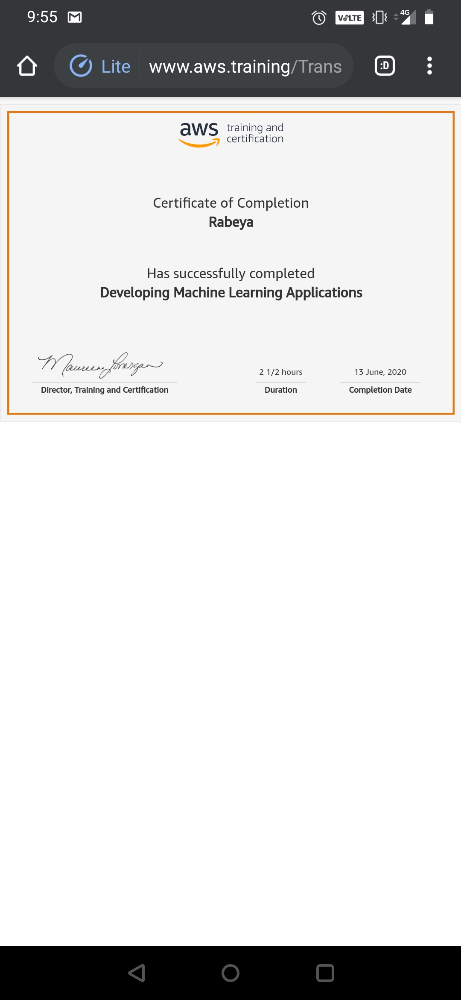 9:55
VoLTE
4G
Lite
www.aws.training/Trans
:D
aws training and
certification
Certificate of Completion
Rabeya
Has successfully completed
Developing Machine Learning Applications
Maureen Lonergan
2 1/2 hours
13 June, 2020
Director, Training and Certification
Duration
Completion Date